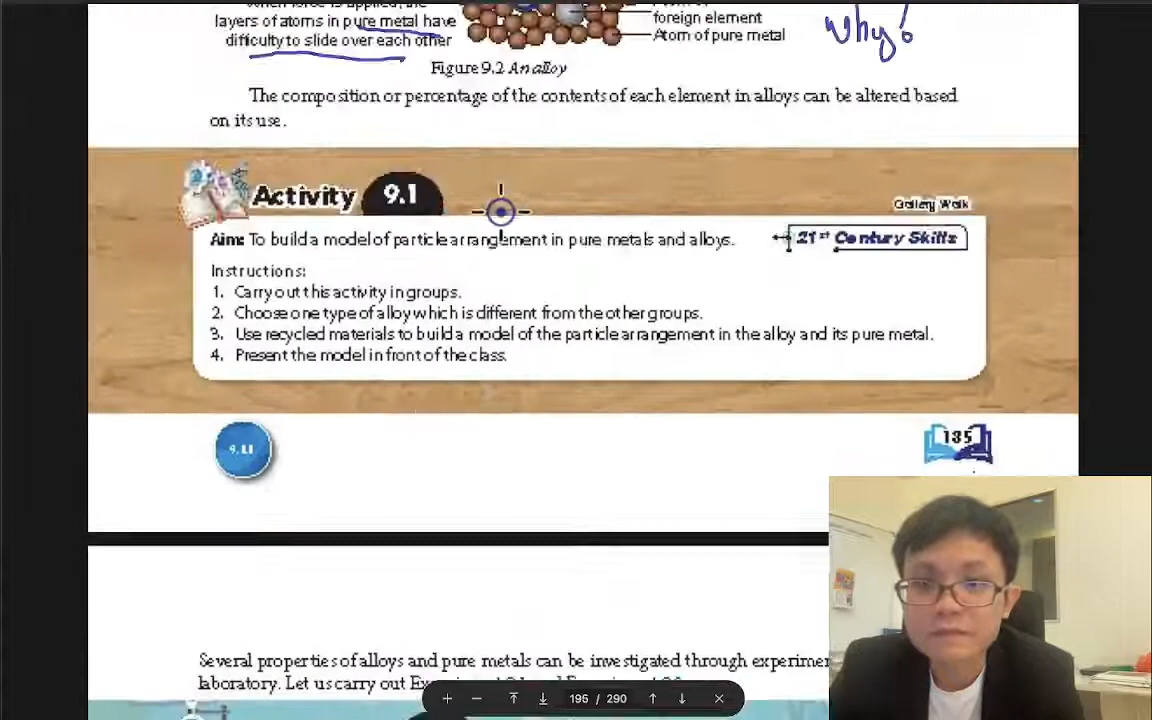 layers of atoms in pure metal have
difficulty to slide over each other
foreign element
Atom of pure metal
why?
Figure 9.2 An alloy
The composition or percentage of the contents of each element in alloys can be altered based
on its use.
Activity 9.1
Gallery Walk
21st Century Skills
Aim: To build a model of particle arrangement in pure metals and alloys.
Instructions:
1. Carry out this activity in groups.
2. Choose one type of alloy which is different from the other groups.
3. Use recycled materials to build a model of the particle arrangement in the alloy and its pure metal.
4. Present the model in front of the class.
9.1.1
185
Several properties of alloys and pure metals can be investigated through experimen
laboratory. Let us carry out
195 / 290